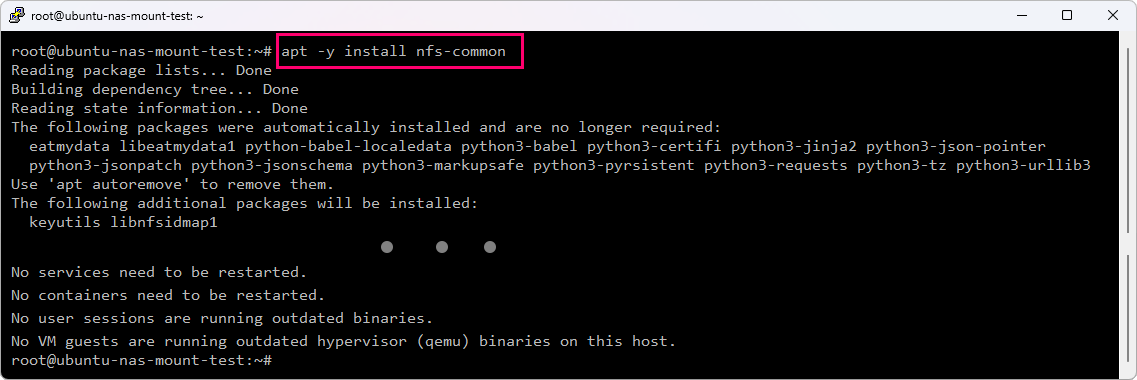 root@ubuntu-nas-mount-test: ~
root@ubuntu-nas-mount-test:~# apt -y install nfs-common
Reading package lists... Done
Building dependency tree... Done
Reading state information... Done
The following packages were automatically installed and are no longer required:
  eatmydata libeatmydata1 python-babel-localedata python3-babel python3-certifi python3-jinja2 python3-json-pointer
  python3-jsonpatch python3-jsonschema python3-markupsafe python3-pyrsistent python3-requests python3-tz python3-urllib3
Use 'apt autoremove' to remove them.
The following additional packages will be installed:
  keyutils libnfsidmap1
No services need to be restarted.
No containers need to be restarted.
No user sessions are running outdated binaries.
No VM guests are running outdated hypervisor (qemu) binaries on this host.
root@ubuntu-nas-mount-test:~#